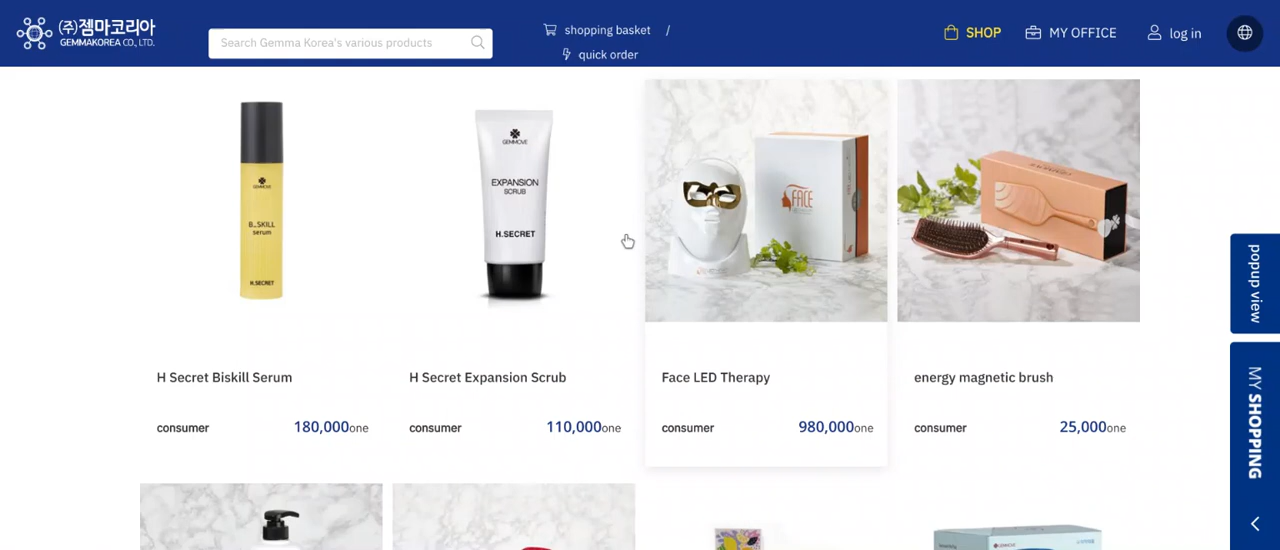 (주)젬마코리아
GEMMAKOREA CO., LTD.
Search Gemma Korea's various products
shopping basket /
quick order
SHOP
MY OFFICE
log in
GEMMOVE
B_SKILL
serum
H.SECRET
GEMMOVE
EXPANSION
SCRUB
H.SECRET
FACE
popup view
H Secret Biskill Serum
H Secret Expansion Scrub
Face LED Therapy
energy magnetic brush
consumer 180,000one
consumer 110,000one
consumer 980,000one
consumer 25,000one
MY SHOPPING
GEMMOVE